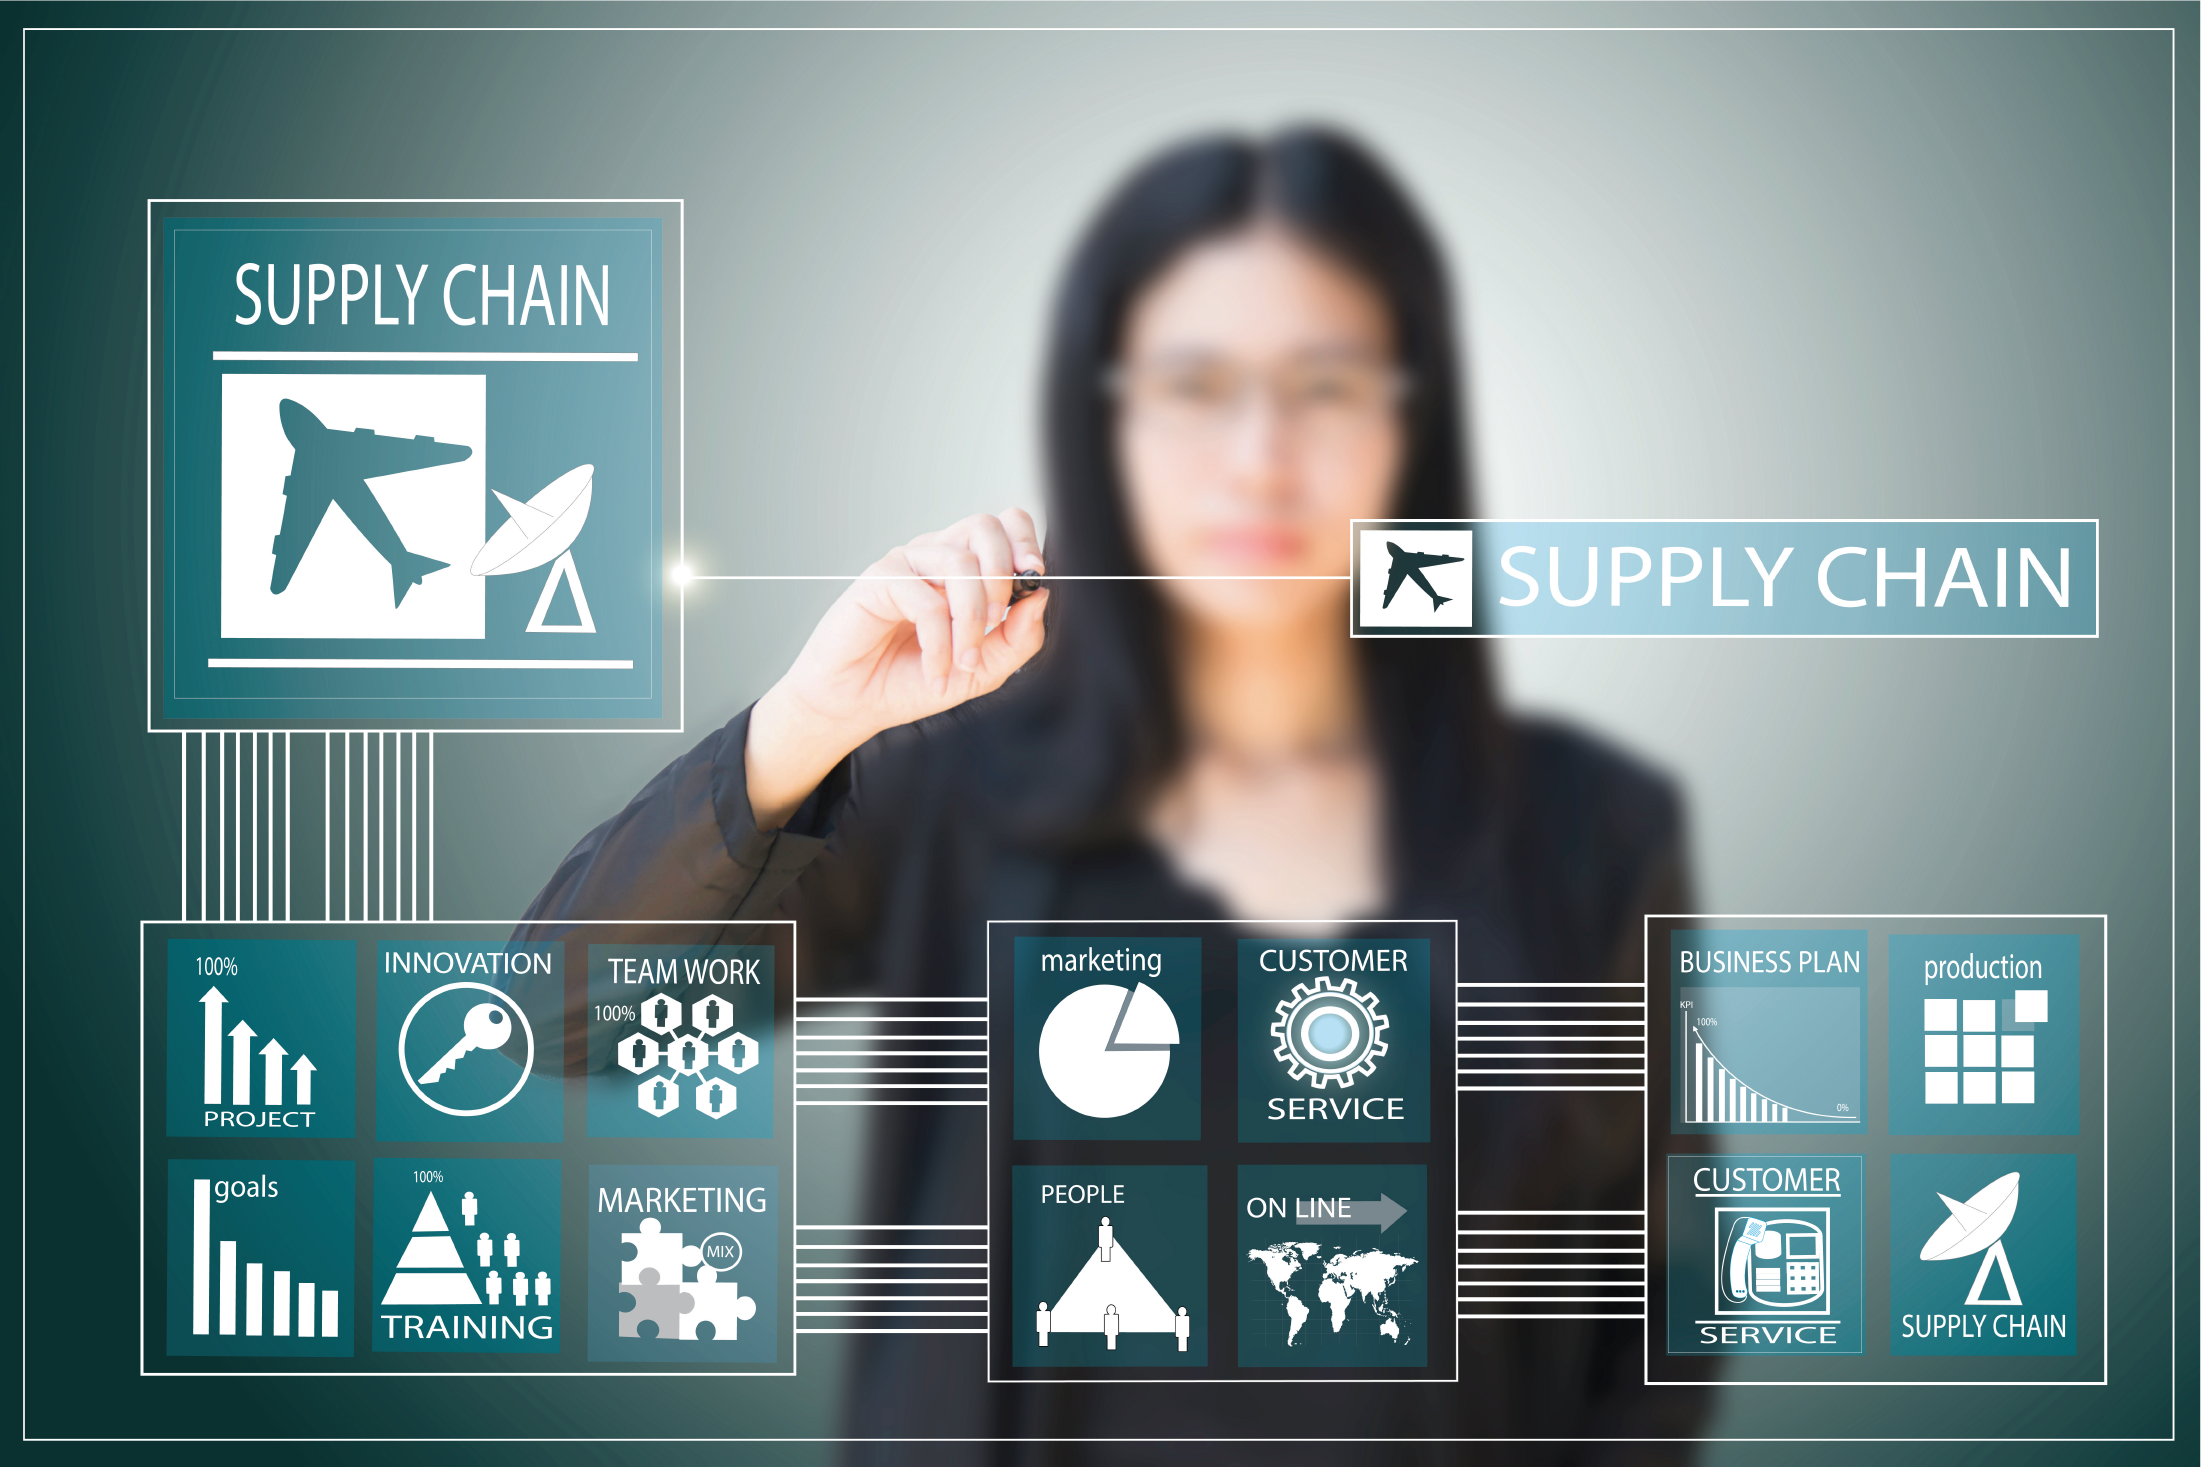 SUPPLY CHAIN
SUPPLY CHAIN
100%
PROJECT
INNOVATION
TEAM WORK
100%
goals
100%
TRAINING
MARKETING
MIX
marketing
CUSTOMER
SERVICE
PEOPLE
ON LINE
BUSINESS PLAN
KPI
100%
0%
production
CUSTOMER
SERVICE
SUPPLY CHAIN